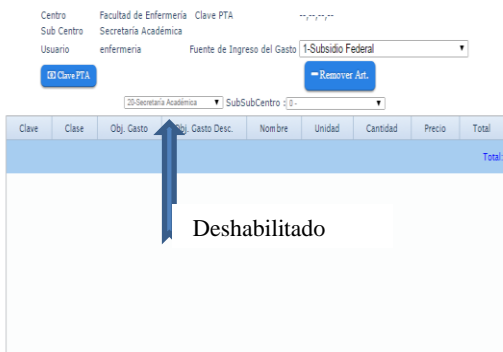 Centro Facultad de Enfermería Clave PTA --,--,--,--
Sub Centro Secretaría Académica
Usuario enfermeria Fuente de Ingreso del Gasto 1-Subsidio Federal
Clave PTA Remover Art.
20-Secretaría Académica SubSubCentro : 0 -
Clave Clase Obj. Gasto Obj. Gasto Desc. Nombre Unidad Cantidad Precio Total
Total:
Deshabilitado